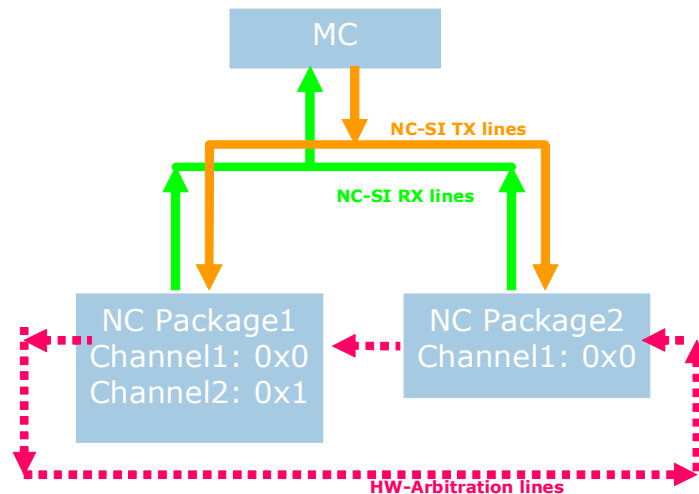 MC
NC-SI TX lines
NC-SI RX lines
NC Package1
Channel1: 0x0
Channel2: 0x1
NC Package2
Channel1: 0x0
HW-Arbitration lines